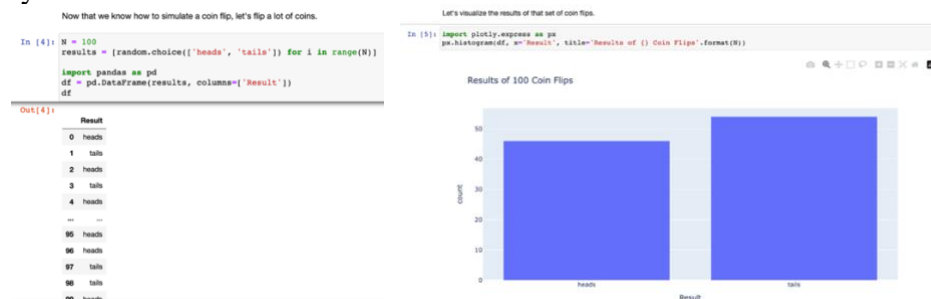 Now that we know how to simulate a coin flip, let's flip a lot of coins.
In [4]: N = 100
results = [random.choice(['heads', 'tails']) for i in range(N)]
import pandas as pd
df = pd.DataFrame(results, columns=['Result'])
df
Out[4]:
Result
0 heads
1 tails
2 heads
3 tails
4 heads
... ...
95 heads
96 heads
97 tails
98 tails
99 heads
Let's visualize the results of that set of coin flips.
In [5]: import plotly.express as px
px.histogram(df, x='Result', title='Results of {} Coin Flips'.format(N))
Results of 100 Coin Flips
count
50
40
30
20
10
0
heads tails
Result